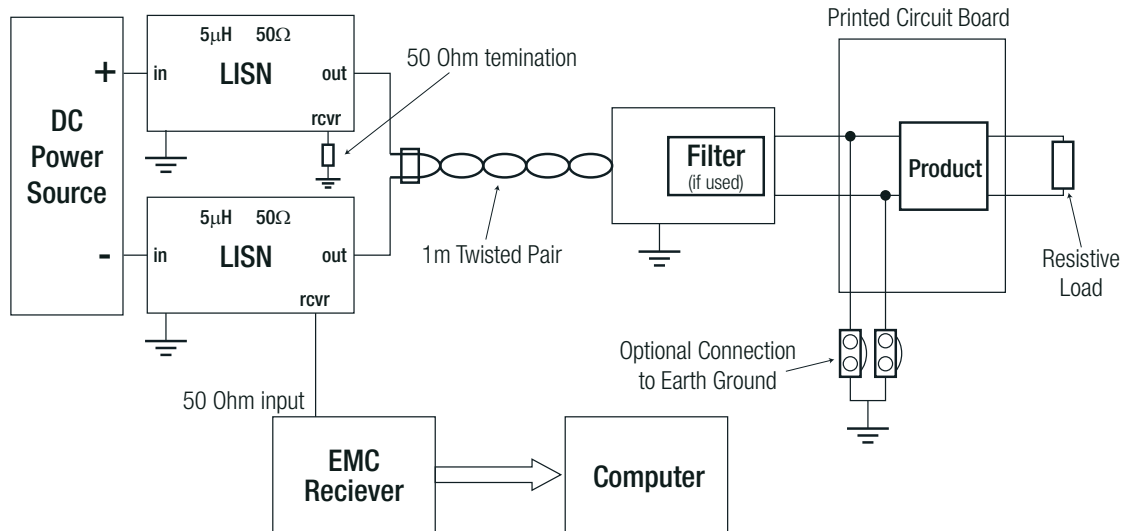 Printed Circuit Board
5µH 50Ω
LISN
in
out
rcvr
+
DC
Power
Source
-
50 Ohm temination
5µH 50Ω
LISN
in
out
rcvr
1m Twisted Pair
Filter
(if used)
Product
Resistive
Load
Optional Connection
to Earth Ground
50 Ohm input
EMC
Reciever
Computer